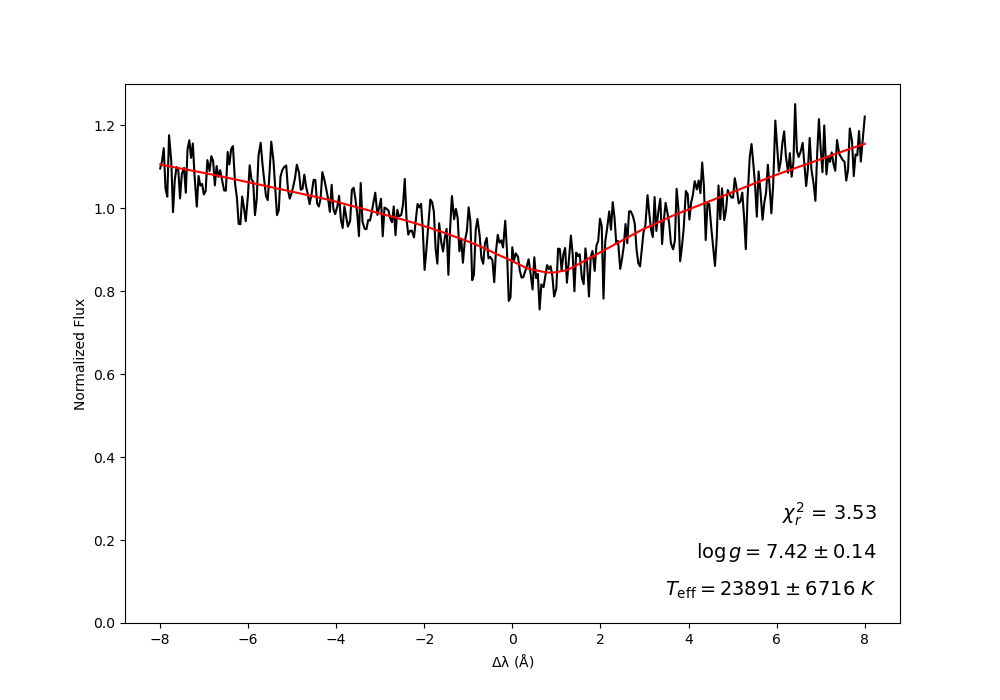 1.2
1.0
0.8
0.6
0.4
0.2
0.0
Normalized Flux
χ²ᵣ = 3.53
log g = 7.42 ± 0.14
T_eff = 23891 ± 6716 K
−8 −6 −4 −2 0 2 4 6 8
Δλ (Å)